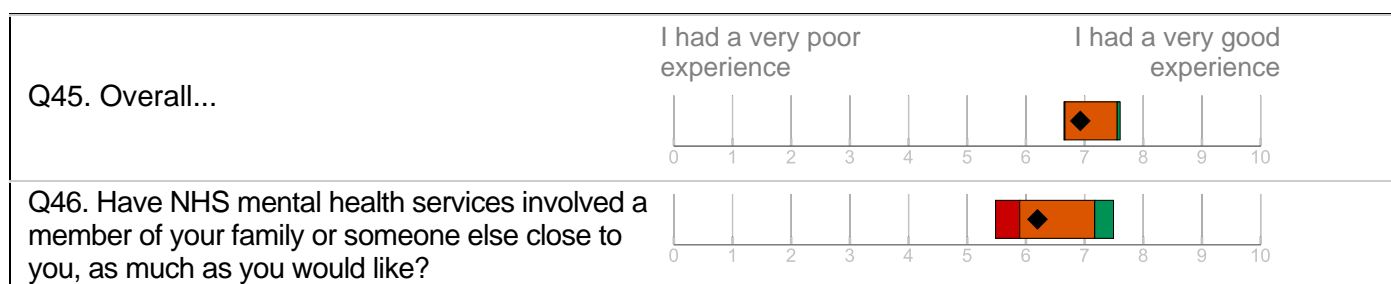 I had a very poor
experience
I had a very good
experience
Q45. Overall...
0 1 2 3 4 5 6 7 8 9 10
Q46. Have NHS mental health services involved a
member of your family or someone else close to
you, as much as you would like?
0 1 2 3 4 5 6 7 8 9 10